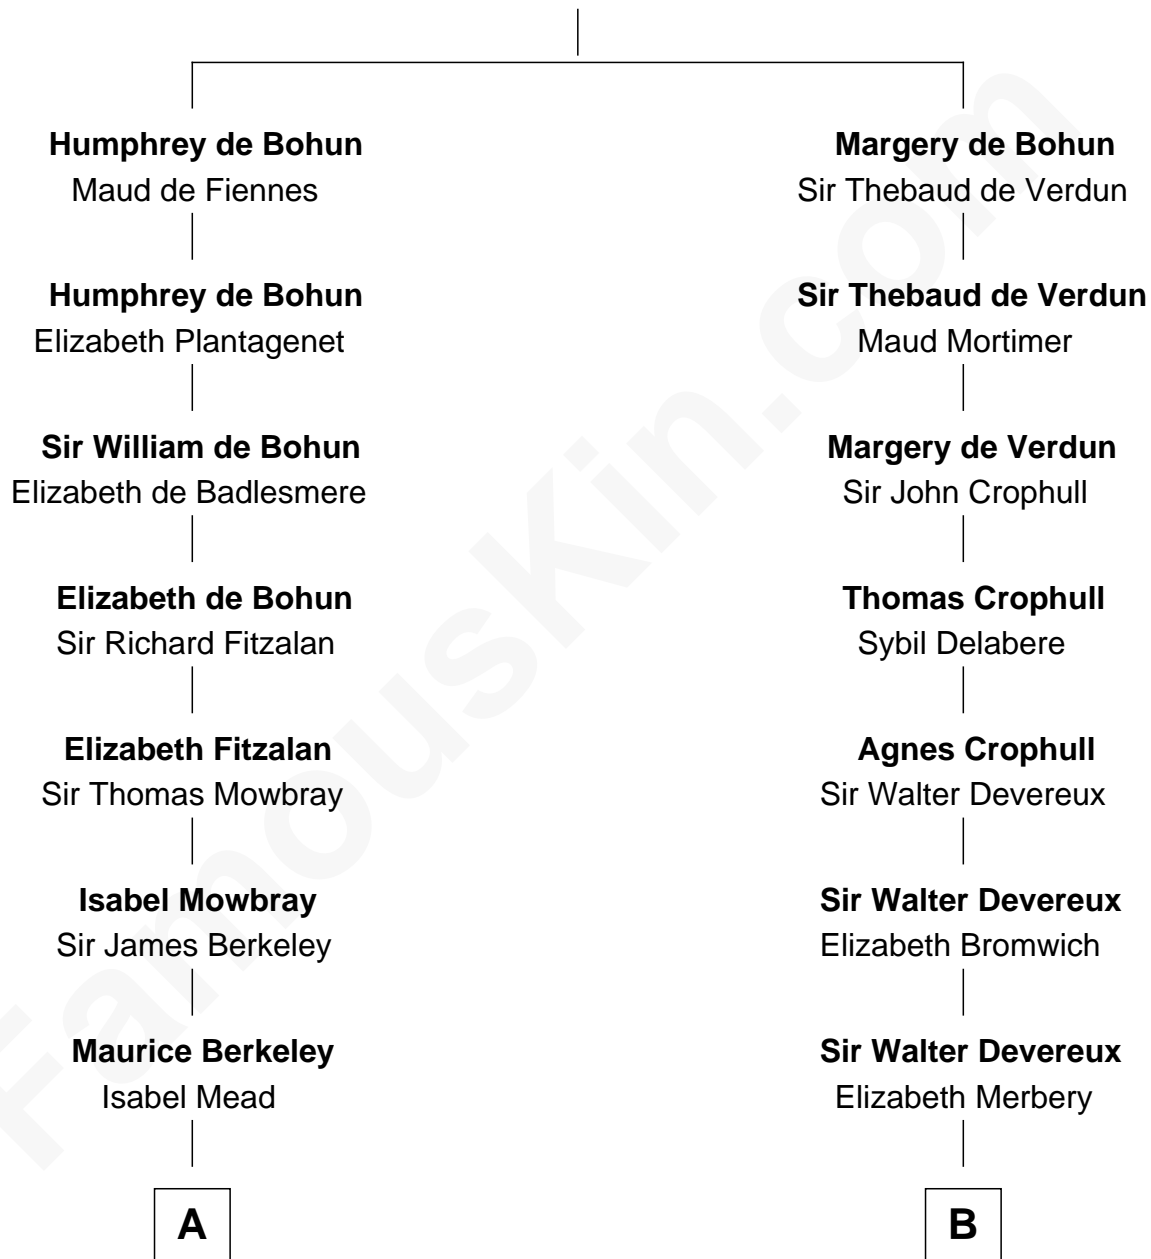 Humphrey de Bohun
Maud de Fiennes
Humphrey de Bohun
Elizabeth Plantagenet
Sir William de Bohun
Elizabeth de Badlesmere
Elizabeth de Bohun
Sir Richard Fitzalan
Elizabeth Fitzalan
Sir Thomas Mowbray
Isabel Mowbray
Sir James Berkeley
Maurice Berkeley
Isabel Mead
A
Margery de Bohun
Sir Thebaud de Verdun
Sir Thebaud de Verdun
Maud Mortimer
Margery de Verdun
Sir John Crophull
Thomas Crophull
Sybil Delabere
Agnes Crophull
Sir Walter Devereux
Sir Walter Devereux
Elizabeth Bromwich
Sir Walter Devereux
Elizabeth Merbery
B
FamousKin.com